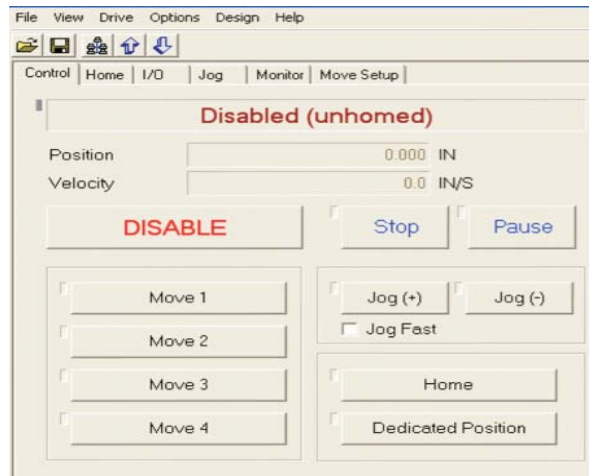 File View Drive Options Design Help
Control Home I/O Jog Monitor Move Setup
Disabled (unhomed)
Position 0.000 IN
Velocity 0.0 IN/S
DISABLE Stop Pause
Move 1 Jog (+) Jog (-)
Jog Fast
Move 2
Move 3 Home
Move 4 Dedicated Position